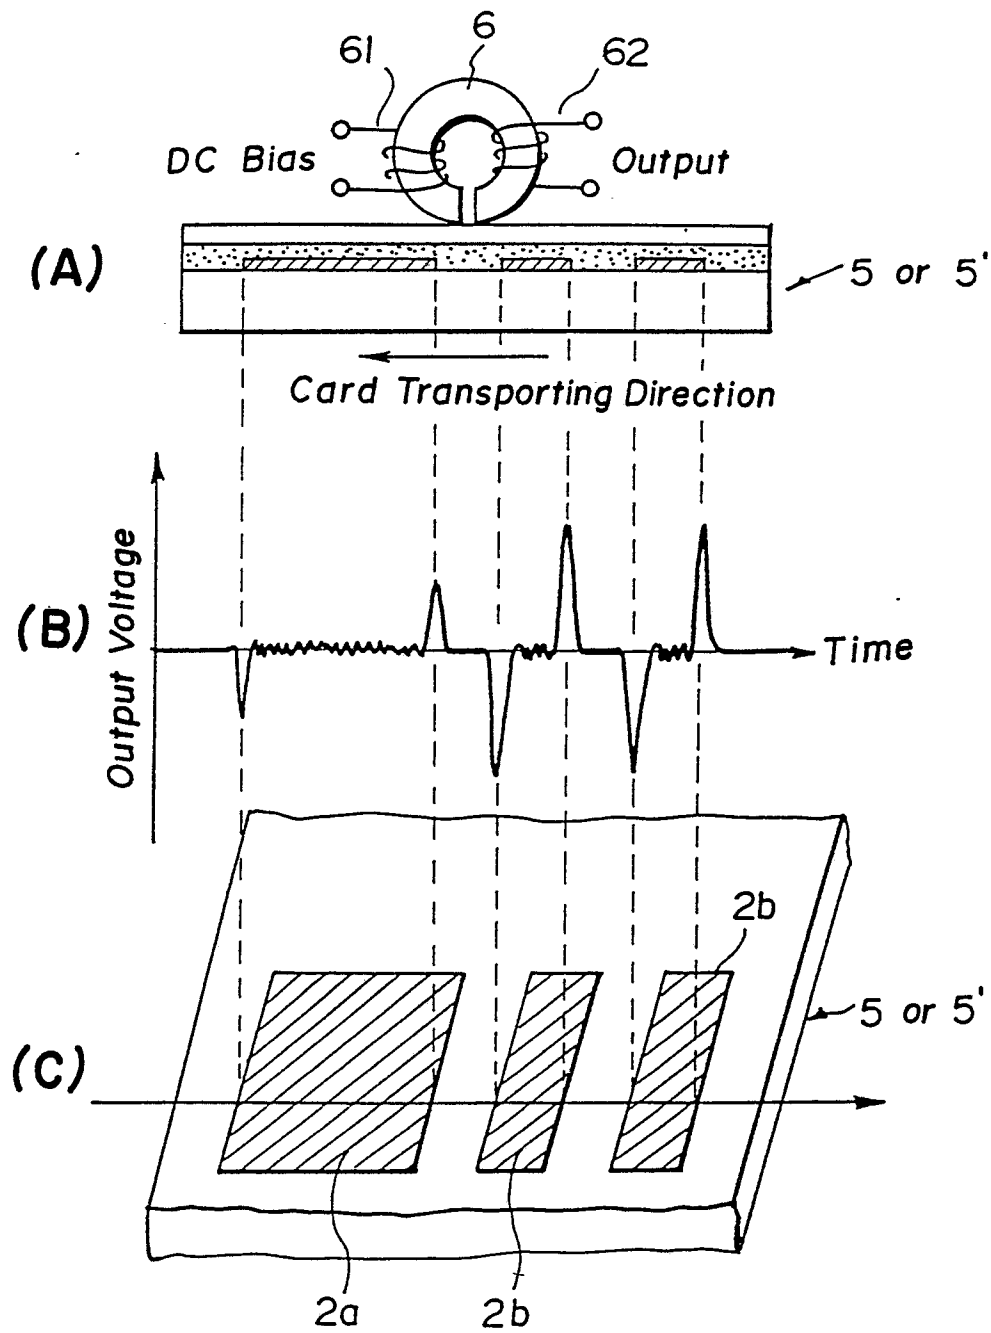 6
61
62
DC Bias
Output
(A)
5 or 5'
Card Transporting Direction
(B)
Output Voltage
Time
2b
5 or 5'
(C)
2a
2b